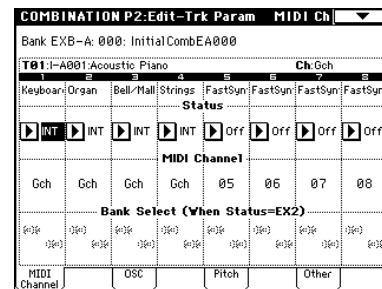 COMBINATION P2:Edit-Trk Param MIDI Ch
Bank EXB-A: 000: InitialCombEA000
T01:I-A001:Acoustic Piano Ch:Gch
1 2 3 4 5 6 7 8
Keyboar Organ Bell/Mall Strings FastSyn FastSyn FastSyn FastSyn
Status
INT INT INT INT Off Off Off Off
MIDI Channel
Gch Gch Gch Gch 05 06 07 08
Bank Select (When Status=EX2)
MIDI Channel OSC Pitch Other